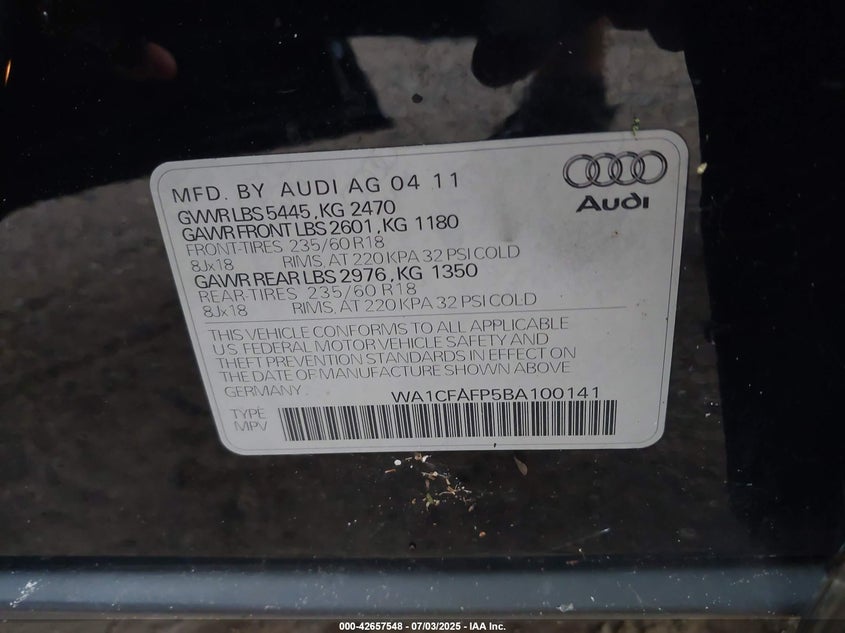 MFD. BY AUDI AG 04 11
GVWR LBS 5445, KG 2470
GAWR FRONT LBS 2601, KG 1180
FRONT-TIRES 235/60 R18
8Jx18 RIMS, AT 220 KPA 32 PSI COLD
GAWR REAR LBS 2976, KG 1350
REAR-TIRES 235/60 R18
8Jx18 RIMS, AT 220 KPA 32 PSI COLD
Audi
THIS VEHICLE CONFORMS TO ALL APPLICABLE
U.S. FEDERAL MOTOR VEHICLE SAFETY AND
THEFT PREVENTION STANDARDS IN EFFECT ON
THE DATE OF MANUFACTURE SHOWN ABOVE
GERMANY
WA1CFAFP5BA100141
TYPE
MPV
000-42657548 - 07/03/2025 - IAA Inc.